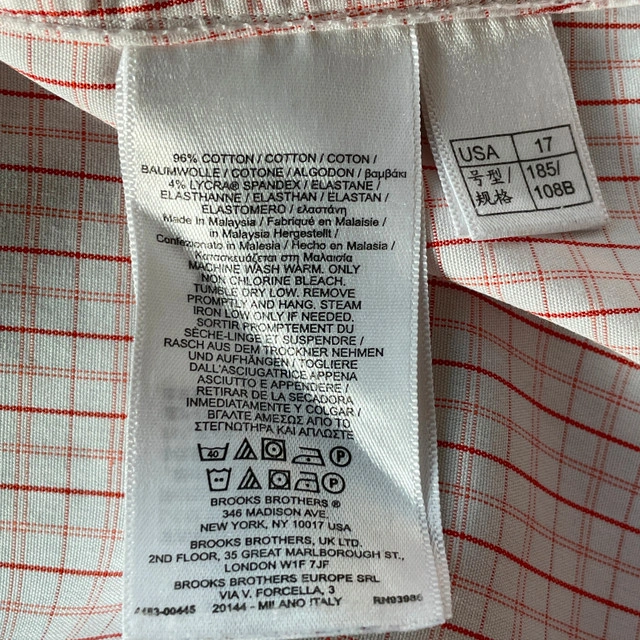 96% COTTON / COTTON / COTON /
BAUMWOLLE / COTONE / ALGODON / βαμβάκι
4% LYCRA® SPANDEX / ELASTANE /
ELASTHANNE / ELASTHAN / ELASTAN /
ELASTOMERO / ελαστάνη
Made In Malaysia / Fabriqué en Malaisie /
in Malaysia Hergestellt /
Confezionato in Malesia / Hecho en Malasia /
Κατασκευάζεται στη Μαλαισία
MACHINE WASH WARM. ONLY
NON CHLORINE BLEACH.
TUMBLE DRY LOW. REMOVE
PROMPTLY AND HANG. STEAM
IRON LOW ONLY IF NEEDED.
SORTIR PROMPTEMENT DU
SÈCHE-LINGE ET SUSPENDRE /
RASCH AUS DEM TROCKNER NEHMEN
UND AUFHÄNGEN / TOGLIERE
DALL'ASCIUGATRICE APPENA
ASCIUTTO E APPENDERE /
RETIRAR DE LA SECADORA
INMEDIATAMENTE Y COLGAR /
ΒΓΑΛΤΕ ΑΜΕΣΩΣ ΑΠΟ ΤΟ
ΣΤΕΓΝΩΤΗΡΑ ΚΑΙ ΑΠΛΩΣΤΕ
40 P
P
BROOKS BROTHERS ®
346 MADISON AVE.
NEW YORK, NY 10017 USA
BROOKS BROTHERS, UK LTD.
2ND FLOOR, 35 GREAT MARLBOROUGH ST.,
LONDON W1F 7JF
BROOKS BROTHERS EUROPE SRL
VIA V. FORCELLA, 3
4483-00445 20144 - MILANO ITALY RN93986
USA 17
号型/ 185/
规格 108B